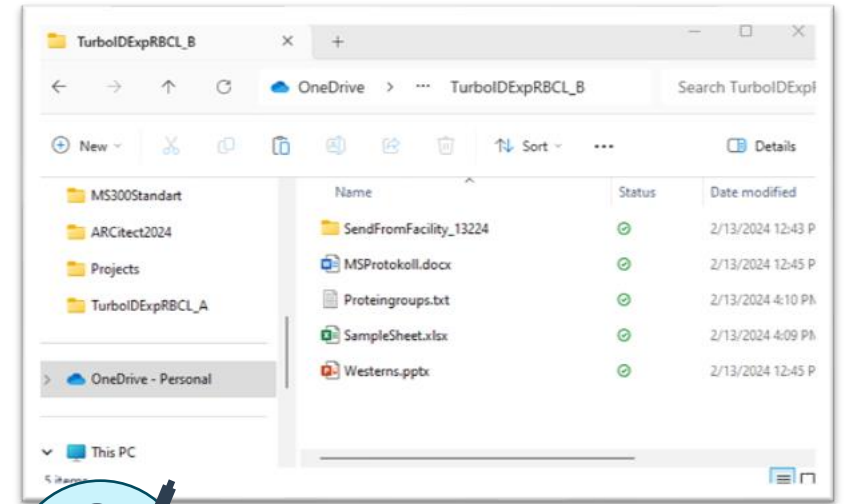 TurboIDExpRBCL_B
OneDrive > ... TurboIDExpRBCL_B Search TurboIDExpR
New Sort ... Details
MS300Standart
ARCitect2024
Projects
TurboIDExpRBCL_A
OneDrive - Personal
This PC
Name Status Date modified
SendFromFacility_13224 2/13/2024 12:43 P
MSProtokoll.docx 2/13/2024 12:45 P
Proteingroups.txt 2/13/2024 4:10 PM
SampleSheet.xlsx 2/13/2024 4:09 PM
Westerns.pptx 2/13/2024 12:45 P
5 items